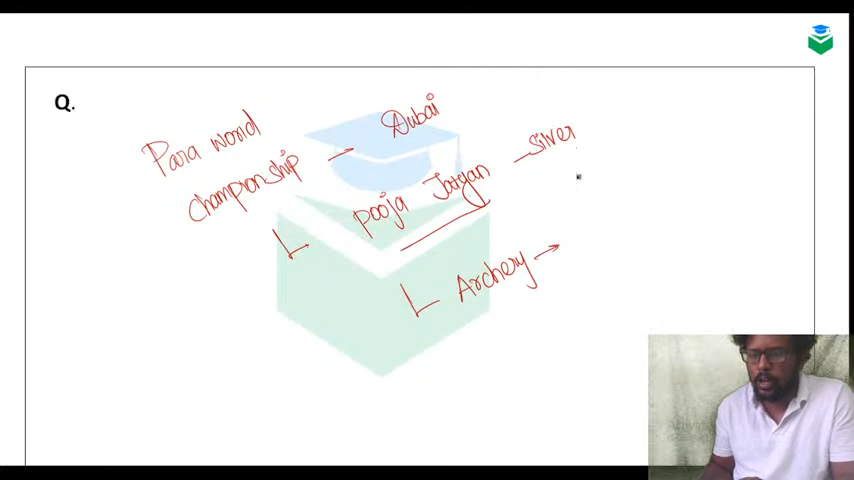 Q.
Para world
championship – Dubai
Pooja Jatyan – silver
Archery →